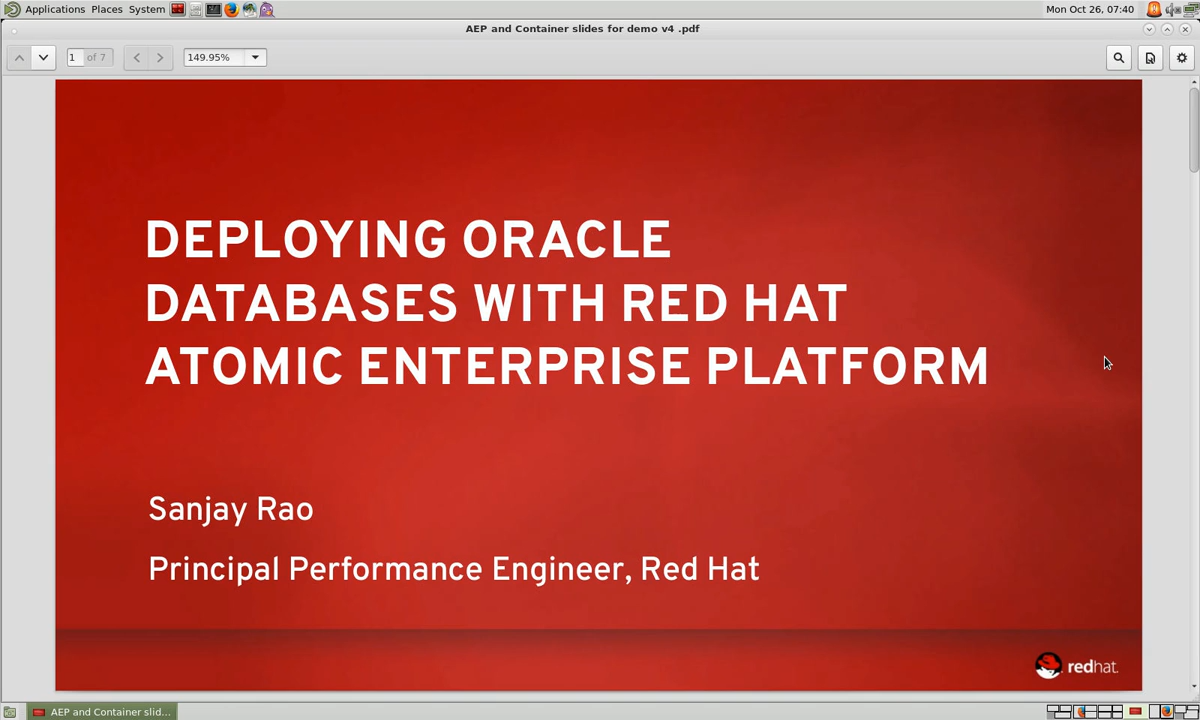 Applications Places System
Mon Oct 26, 07:40
AEP and Container slides for demo v4 .pdf
1 of 7
149.95%
DEPLOYING ORACLE
DATABASES WITH RED HAT
ATOMIC ENTERPRISE PLATFORM
Sanjay Rao
Principal Performance Engineer, Red Hat
redhat.
AEP and Container slid...